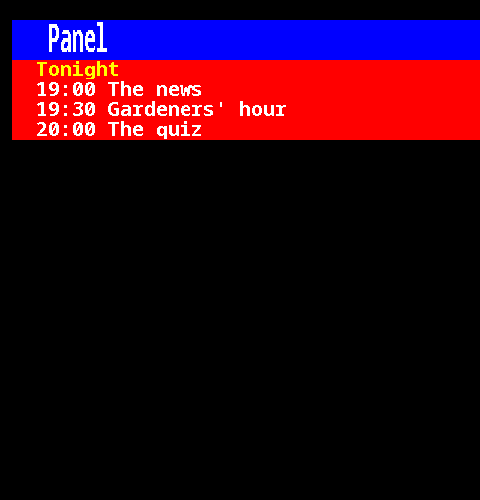 Panel
Tonight
19:00 The news
19:30 Gardeners' hour
20:00 The quiz